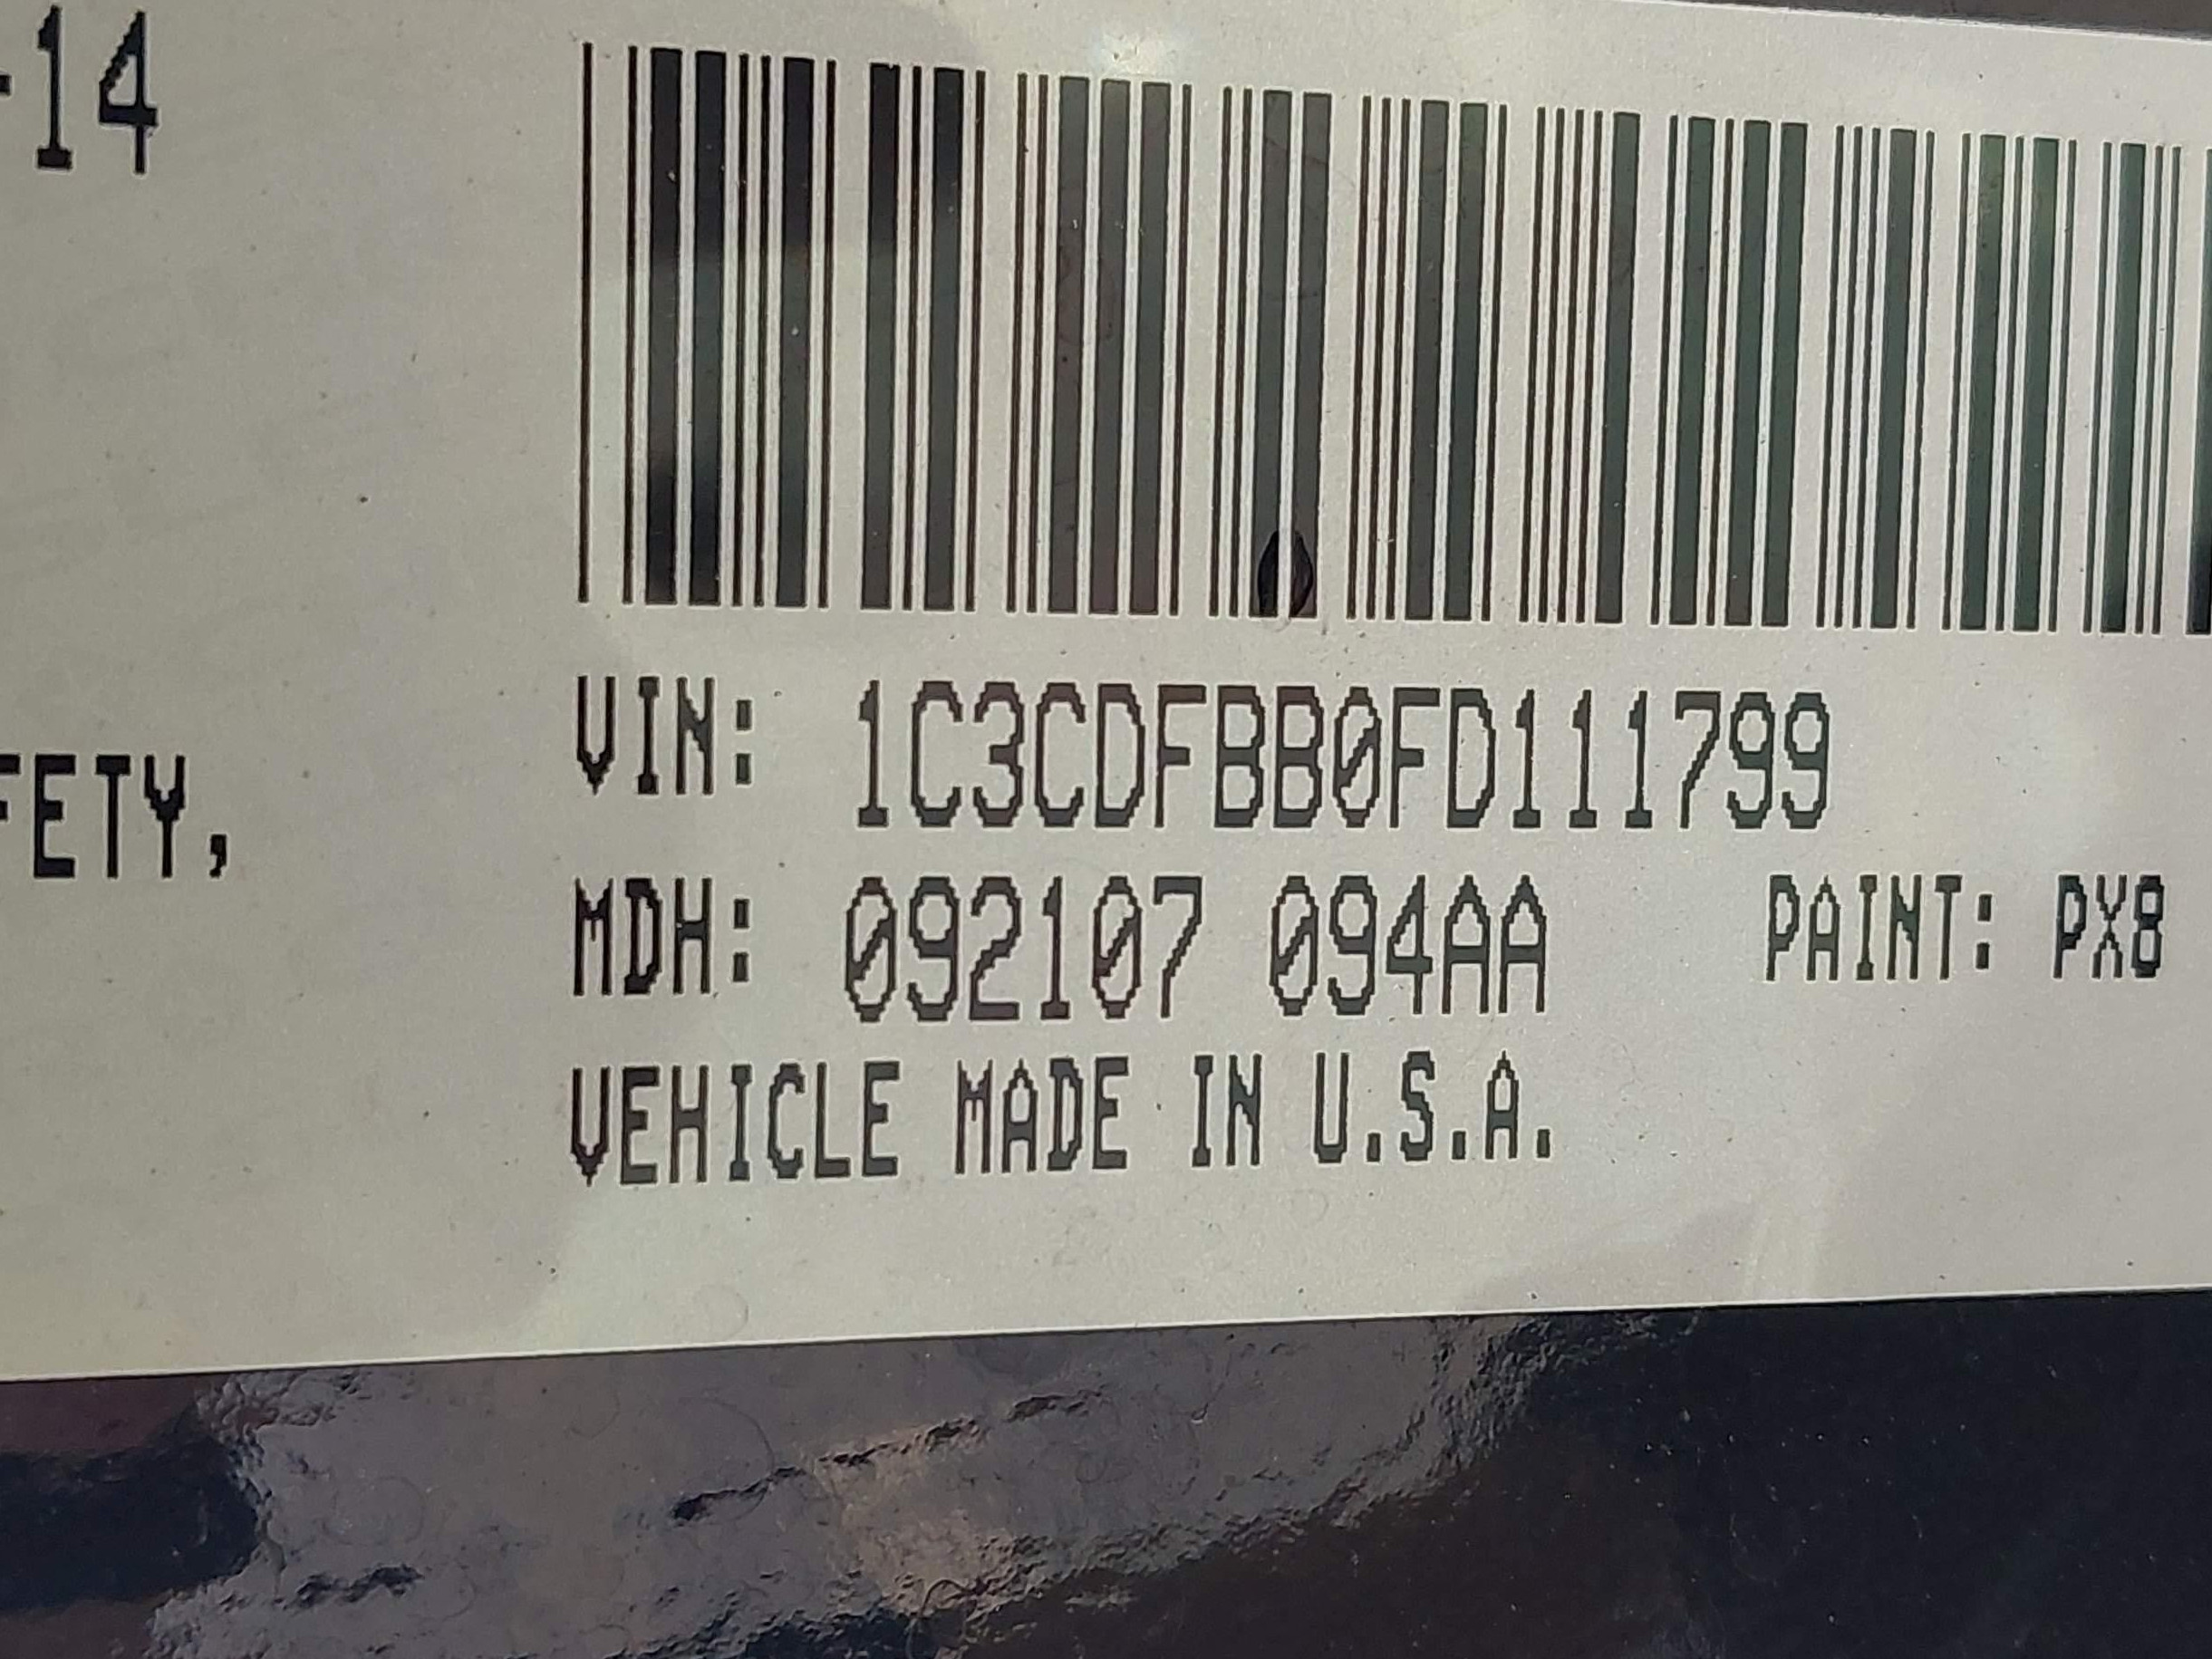 -14
FETY,
VIN: 1C3CDFBB0FD111799
MDH: 092107 094AA PAINT: PX8
VEHICLE MADE IN U.S.A.